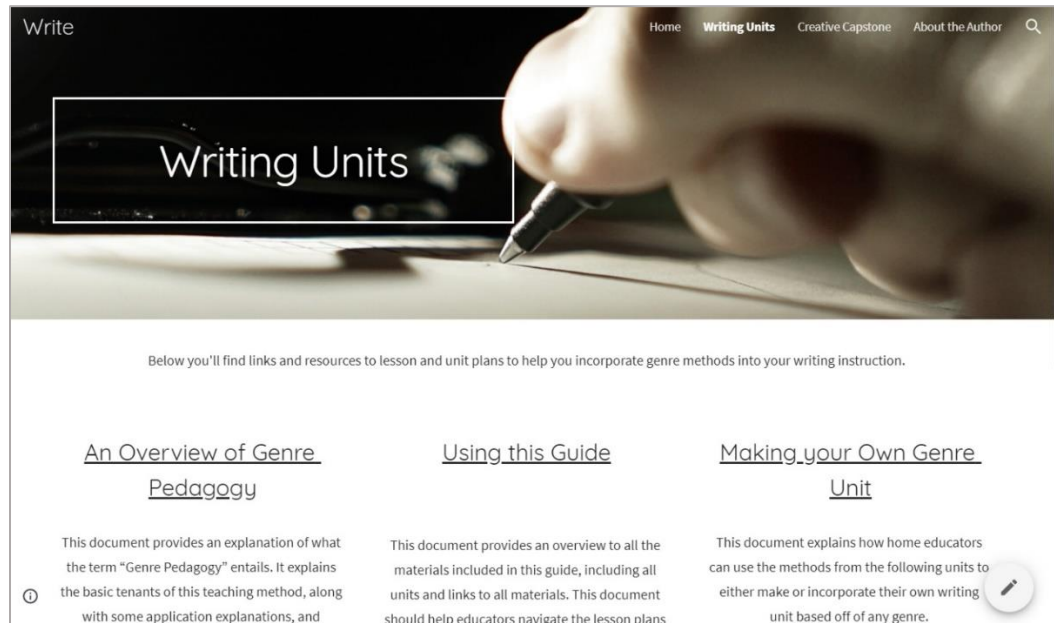 Write
Home Writing Units Creative Capstone About the Author
Writing Units
Below you'll find links and resources to lesson and unit plans to help you incorporate genre methods into your writing instruction.
An Overview of Genre
Pedagogy
This document provides an explanation of what
the term “Genre Pedagogy” entails. It explains
the basic tenants of this teaching method, along
with some application explanations, and
Using this Guide
This document provides an overview to all the
materials included in this guide, including all
units and links to all materials. This document
should help educators navigate the lesson plans
Making your Own Genre
Unit
This document explains how home educators
can use the methods from the following units to
either make or incorporate their own writing
unit based off of any genre.